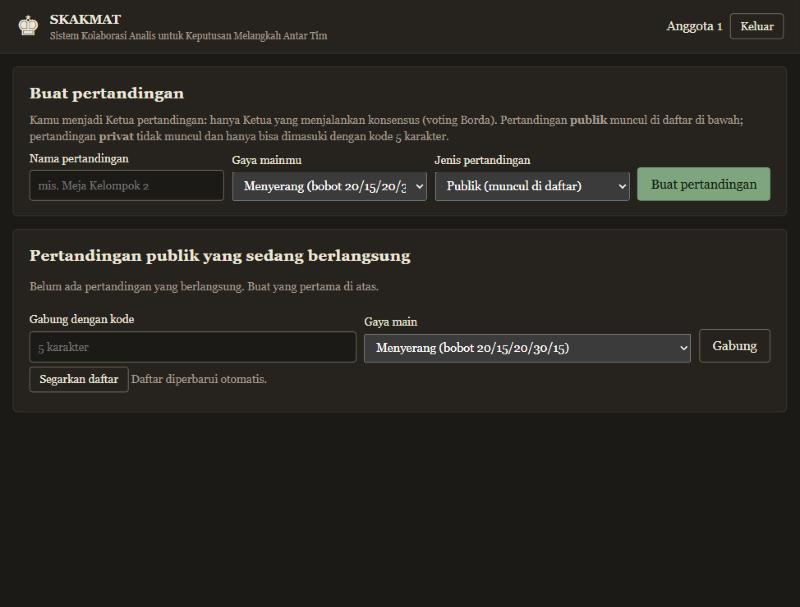 SKAKMAT
Sistem Kolaborasi Analis untuk Keputusan Melangkah Antar Tim
Anggota 1
Keluar
Buat pertandingan
Kamu menjadi Ketua pertandingan: hanya Ketua yang menjalankan konsensus (voting Borda). Pertandingan publik muncul di daftar di bawah;
pertandingan privat tidak muncul dan hanya bisa dimasuki dengan kode 5 karakter.
Nama pertandingan
Gaya mainmu
Jenis pertandingan
mis. Meja Kelompok 2
Menyerang (bobot 20/15/20/3
Publik (muncul di daftar)
Buat pertandingan
Pertandingan publik yang sedang berlangsung
Belum ada pertandingan yang berlangsung. Buat yang pertama di atas.
Gabung dengan kode
Gaya main
5 karakter
Menyerang (bobot 20/15/20/30/15)
Gabung
Segarkan daftar
Daftar diperbarui otomatis.